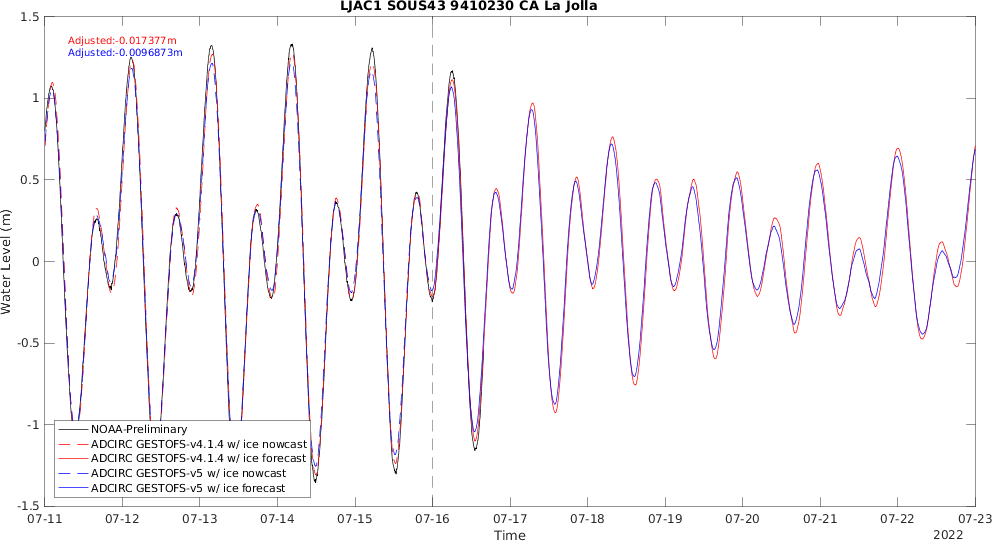 LJAC1 SOUS43 9410230 CA La Jolla
Adjusted:-0.017377m
Adjusted:-0.0096873m
1.5
1
0.5
0
-0.5
-1
-1.5
Water Level (m)
NOAA-Preliminary
ADCIRC GESTOFS-v4.1.4 w/ ice nowcast
ADCIRC GESTOFS-v4.1.4 w/ ice forecast
ADCIRC GESTOFS-v5 w/ ice nowcast
ADCIRC GESTOFS-v5 w/ ice forecast
07-11 07-12 07-13 07-14 07-15 07-16 07-17 07-18 07-19 07-20 07-21 07-22 07-23
Time
2022